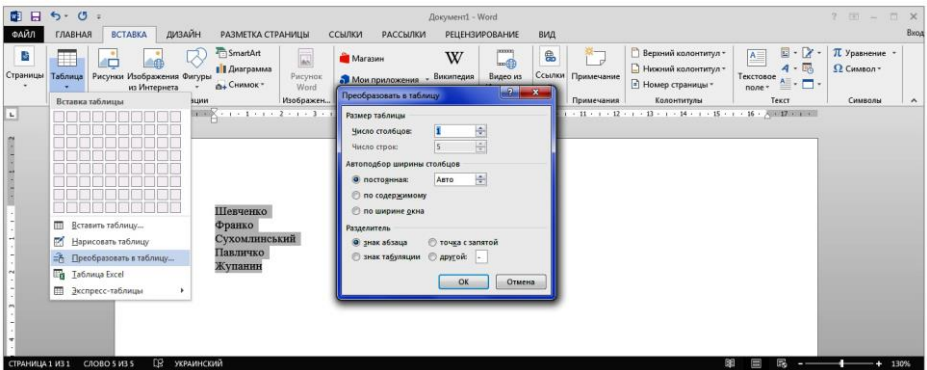 Документ1 - Word
ФАЙЛ ГЛАВНАЯ ВСТАВКА ДИЗАЙН РАЗМЕТКА СТРАНИЦЫ ССЫЛКИ РАССЫЛКИ РЕЦЕНЗИРОВАНИЕ ВИД Вход
Страницы
Таблица
Рисунки
Изображения из Интернета
Фигуры
SmartArt
Диаграмма
Снимок
Рисунок Word
Изображен...
Магазин
Мои приложения
Википедия
Видео из
Ссылки
Примечание
Примечания
Верхний колонтитул
Нижний колонтитул
Номер страницы
Колонтитулы
Текстовое поле
Текст
Уравнение
Символ
Символы
Вставка таблицы
Вставить таблицу...
Нарисовать таблицу
Преобразовать в таблицу...
Таблица Excel
Экспресс-таблицы
Шевченко
Франко
Сухомлинський
Павличко
Жупанин
Преобразовать в таблицу
Размер таблицы
Число столбцов: 1
Число строк: 5
Автоподбор ширины столбцов
постоянная: Авто
по содержимому
по ширине окна
Разделитель
знак абзаца точка с запятой
знак табуляции другой: -
ОК Отмена
СТРАНИЦА 1 ИЗ 1 СЛОВО 5 ИЗ 5 УКРАИНСКИЙ 130%